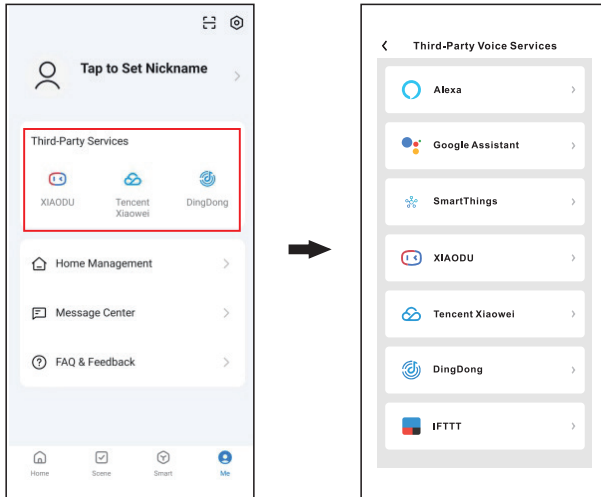 Tap to Set Nickname
Third-Party Services
XIAODU
Tencent
Xiaowei
DingDong
Home Management
Message Center
FAQ & Feedback
Home
Scene
Smart
Me
Third-Party Voice Services
Alexa
Google Assistant
SmartThings
XIAODU
Tencent Xiaowei
DingDong
IFTTT